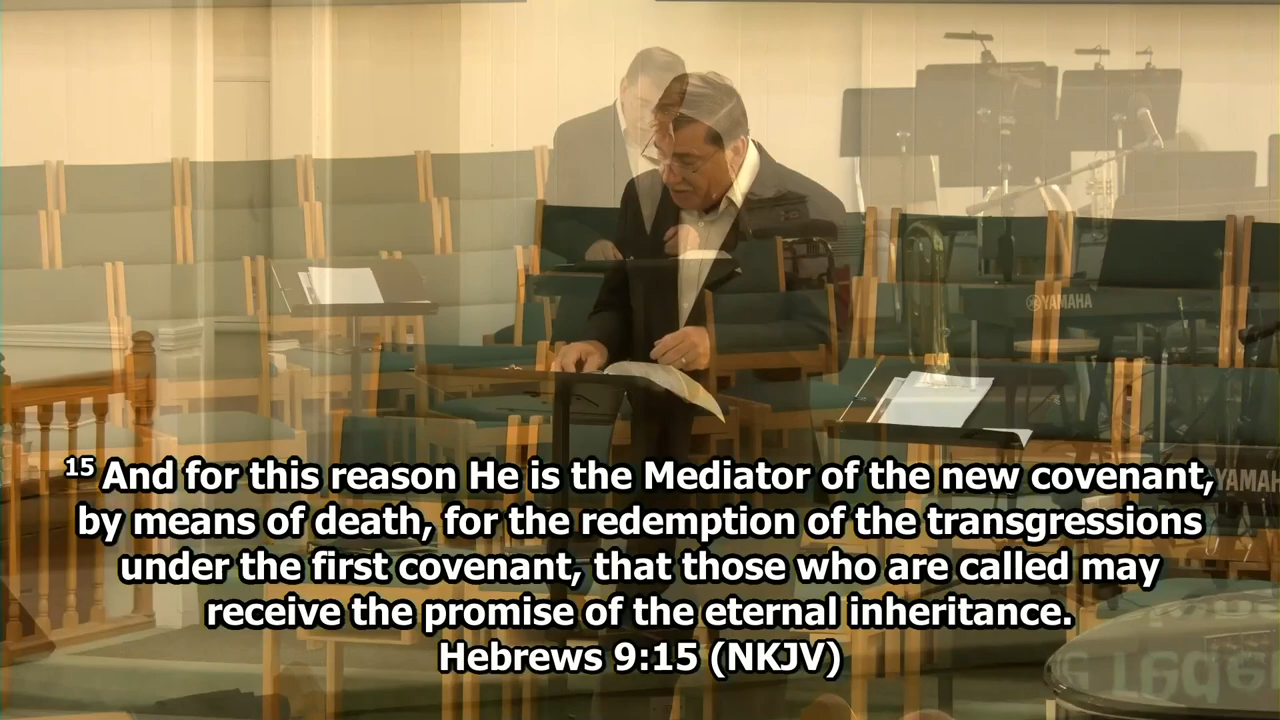 YAMAHA
15 And for this reason He is the Mediator of the new covenant,
by means of death, for the redemption of the transgressions
under the first covenant, that those who are called may
receive the promise of the eternal inheritance.
Hebrews 9:15 (NKJV)